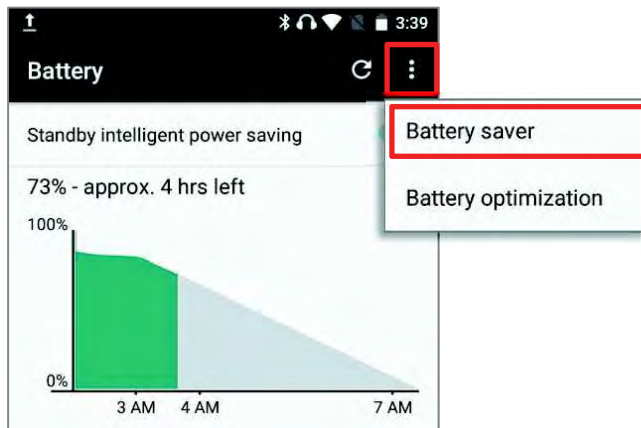 3:39
Battery
Battery saver
Battery optimization
Standby intelligent power saving
73% - approx. 4 hrs left
100%
0%
3 AM 4 AM 7 AM